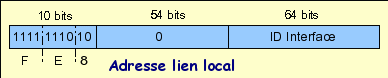 10 bits 54 bits 64 bits
1111 1110 10 0 ID Interface
F E 8
Adresse lien local